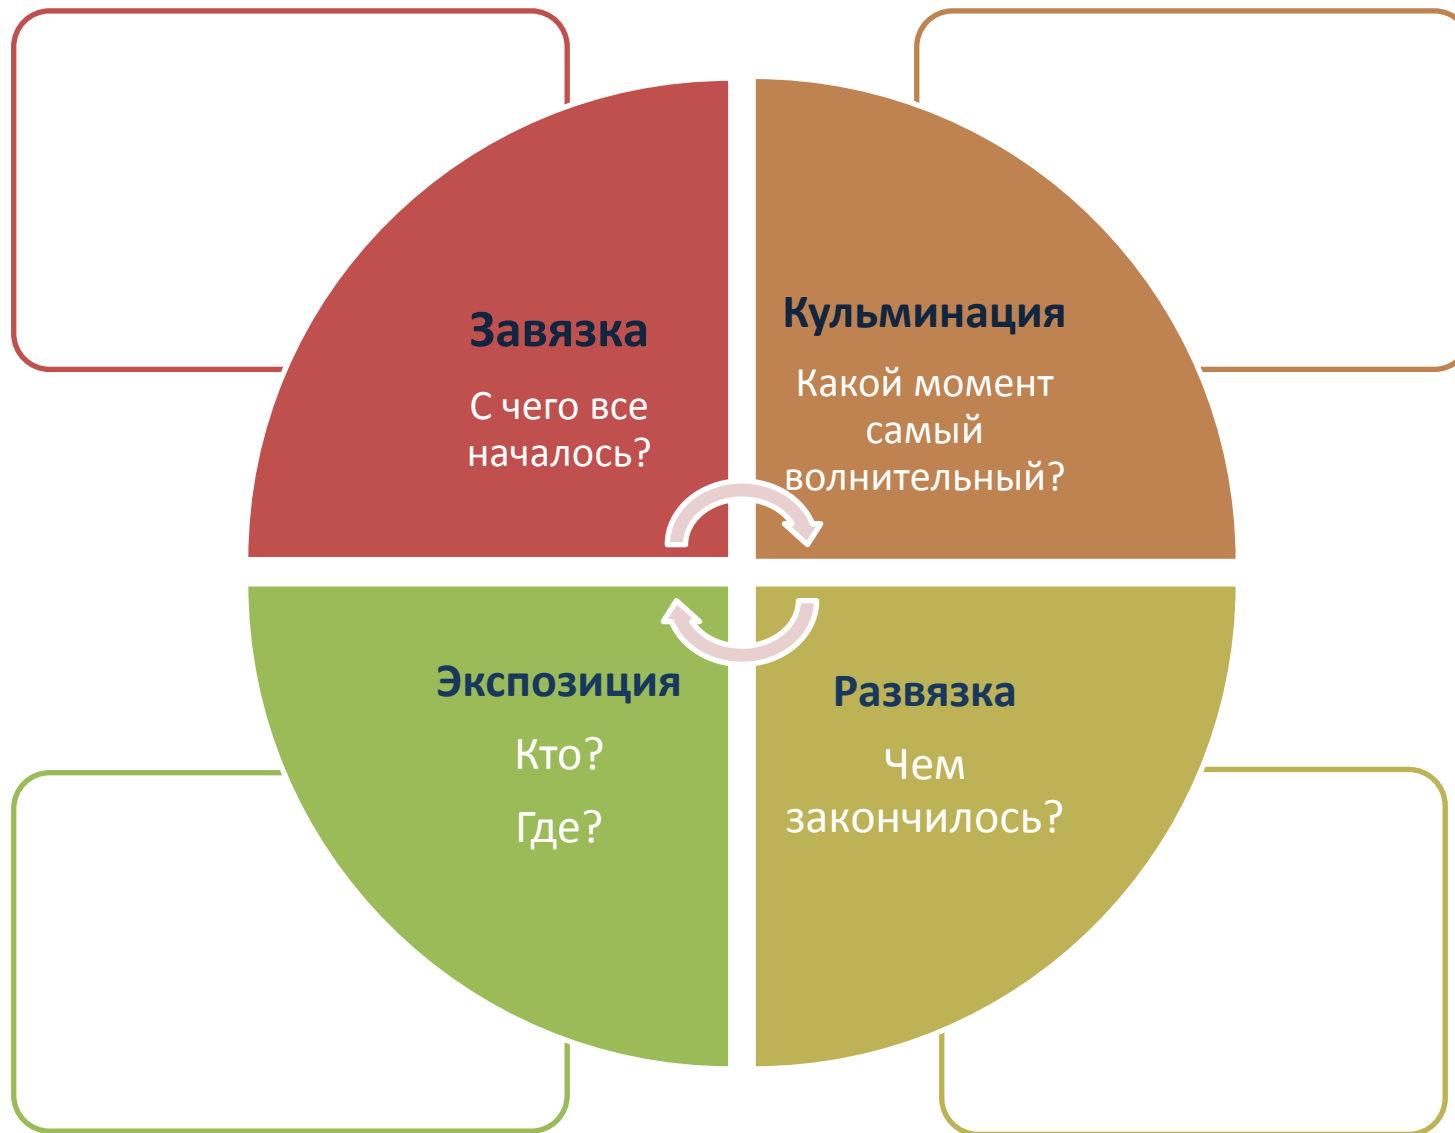 Завязка
С чего все
началось?
Кульминация
Какой момент
самый
волнительный?
Экспозиция
Кто?
Где?
Развязка
Чем
закончилось?